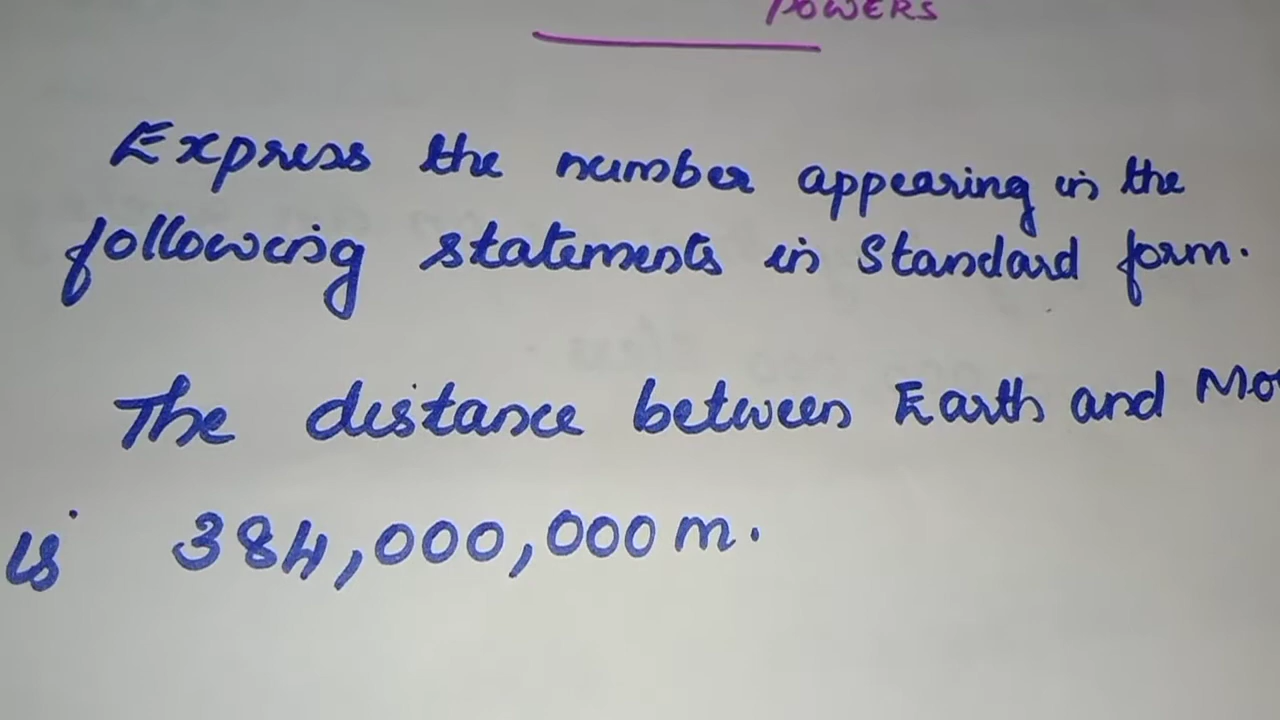 POWERS
Express the number appearing in the
following statements in Standard form.
The distance between Earth and Mo
is 384,000,000 m.